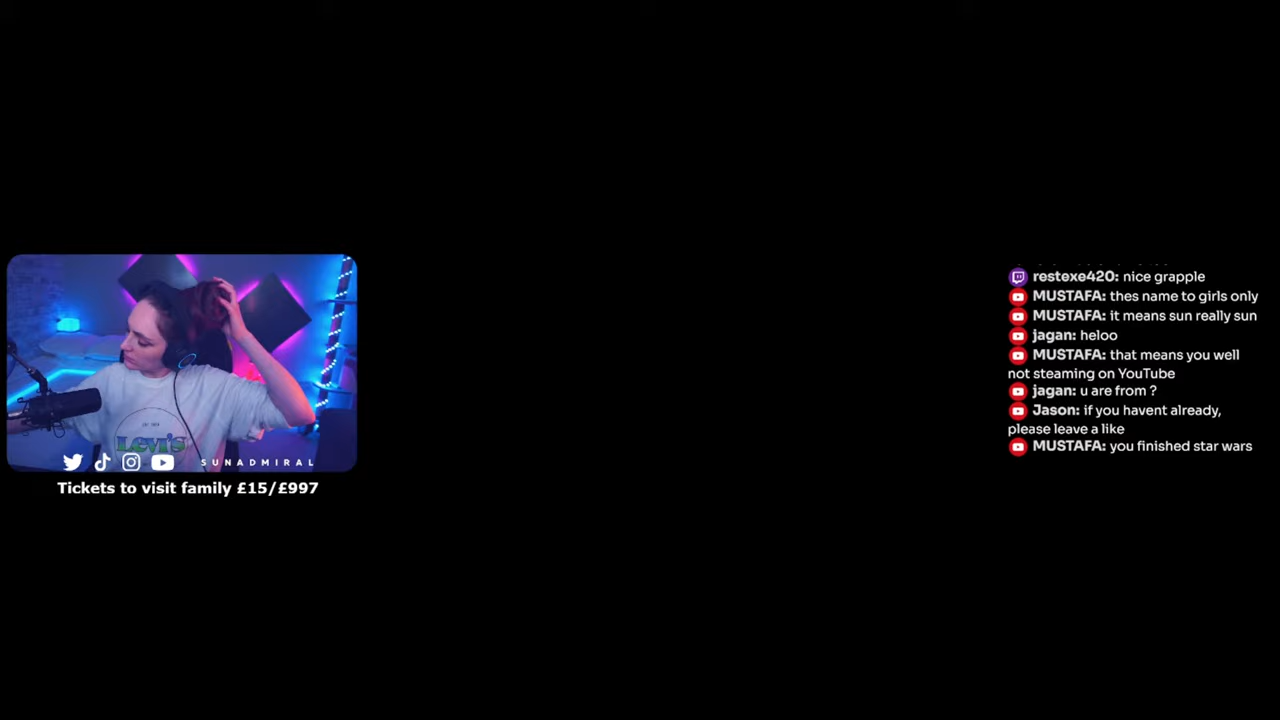 restexe420: nice grapple
MUSTAFA: thes name to girls only
MUSTAFA: it means sun really sun
jagan: heloo
MUSTAFA: that means you well
not steaming on YouTube
jagan: u are from ?
Jason: if you havent already,
please leave a like
MUSTAFA: you finished star wars
LEVI'S
SUNADMIRAL
Tickets to visit family £15/£997